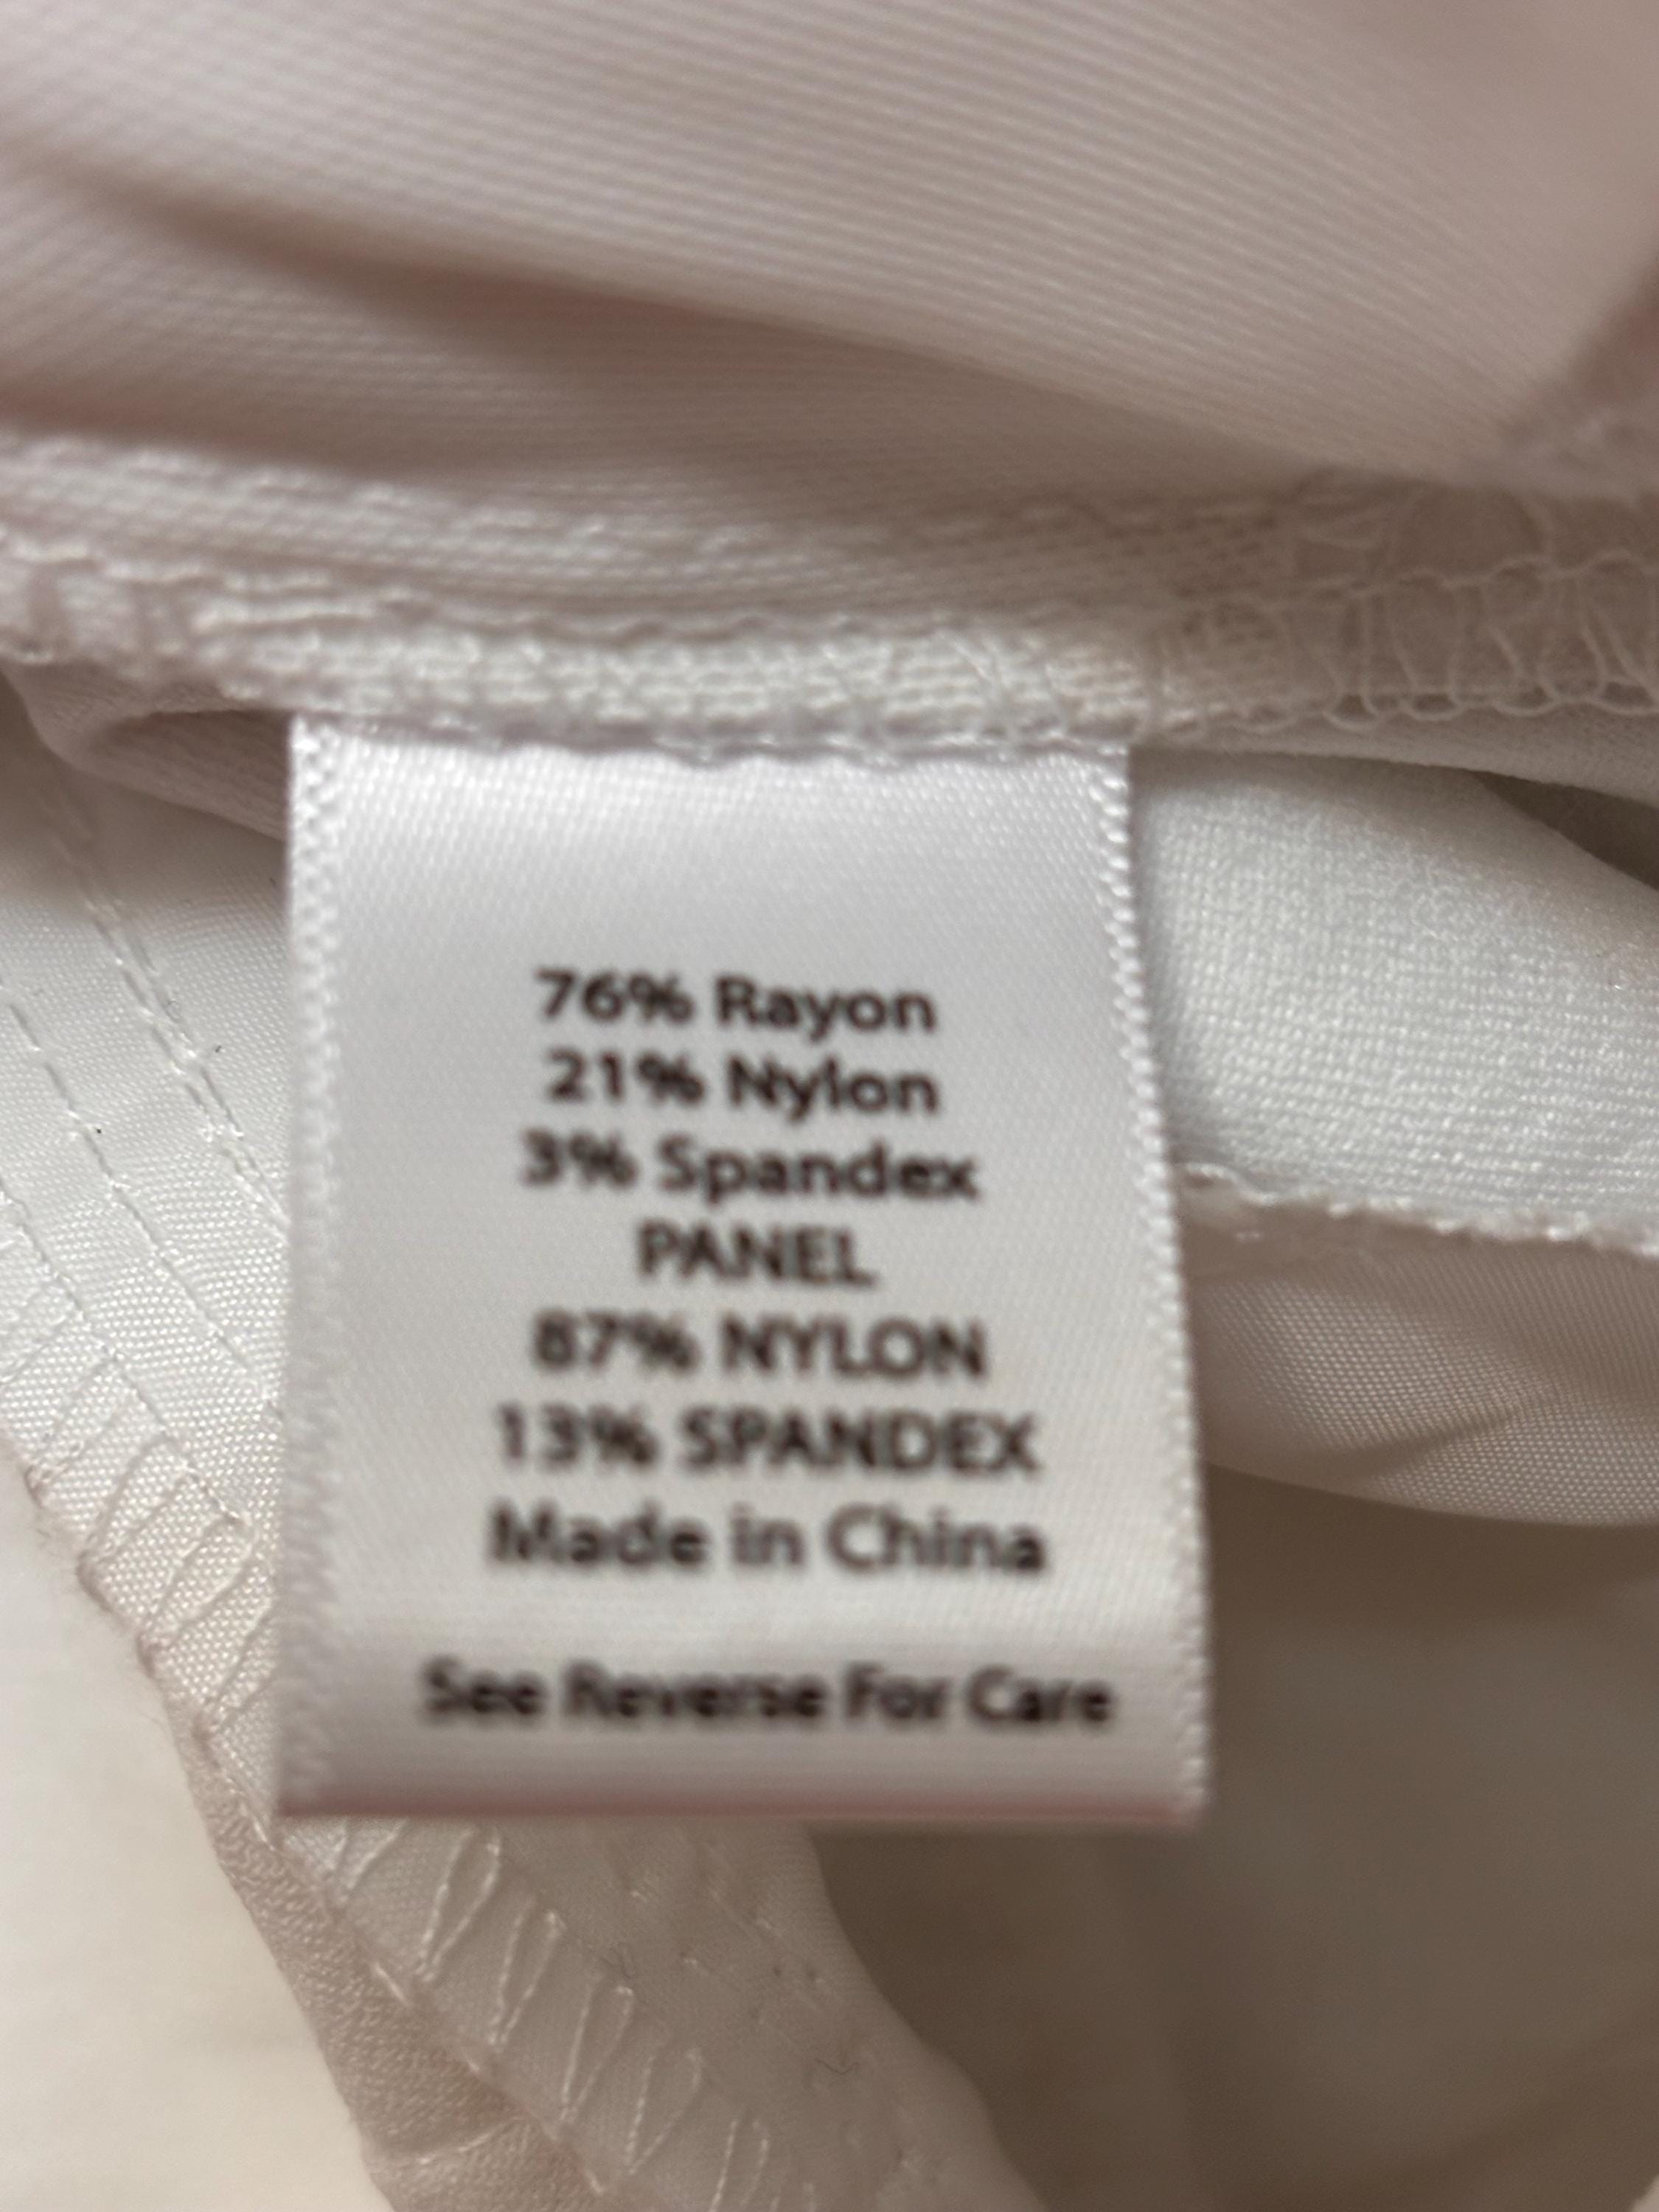 76% Rayon
21% Nylon
3% Spandex
PANEL
87% NYLON
13% SPANDEX
Made in China
See Reverse For Care